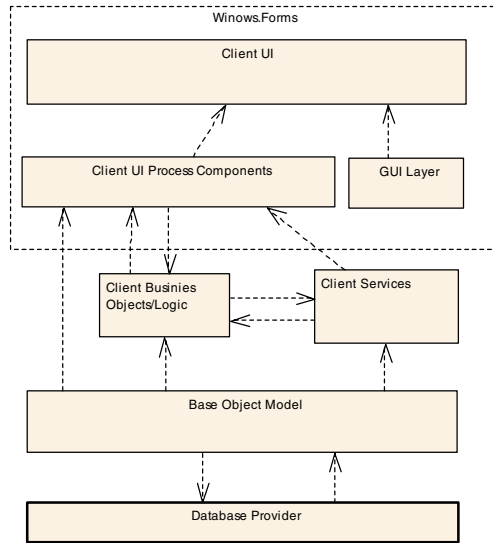 Winows.Forms
Client UI
Client UI Process Components
GUI Layer
Client Businies
Objects/Logic
Client Services
Base Object Model
Database Provider